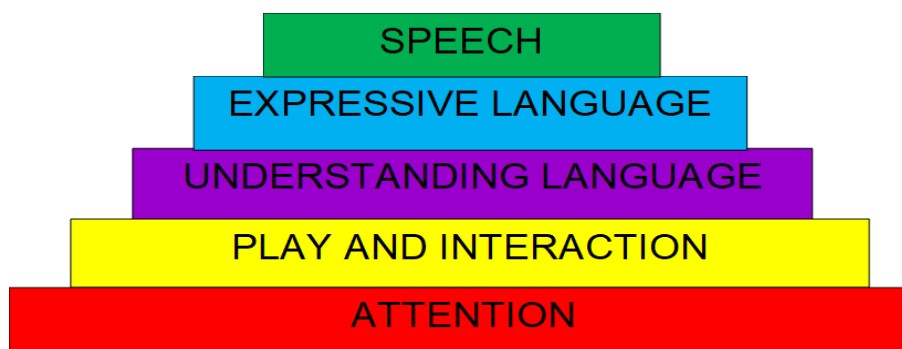 SPEECH
EXPRESSIVE LANGUAGE
UNDERSTANDING LANGUAGE
PLAY AND INTERACTION
ATTENTION